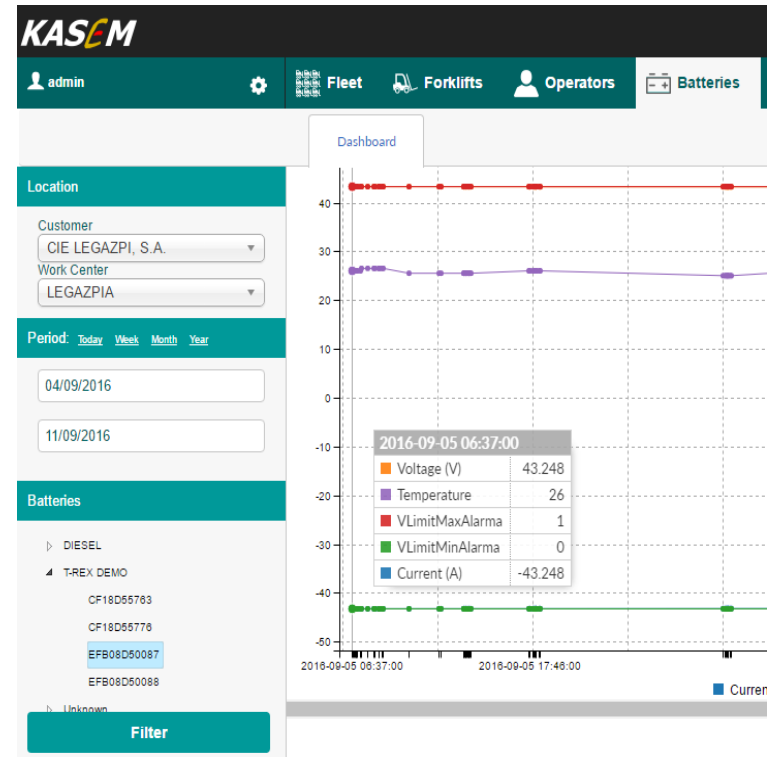 KASEM
admin
Fleet
Forklifts
Operators
Batteries
Dashboard
Location
Customer
CIE LEGAZPI, S.A.
Work Center
LEGAZPIA
Period: Today Week Month Year
04/09/2016
11/09/2016
Batteries
DIESEL
T-REX DEMO
CF18D55763
CF18D55776
EFB08D50087
EFB08D50088
Unknown
Filter
40
30
20
10
0
-10
-20
-30
-40
-50
2016-09-05 06:37:00
Voltage (V) 43.248
Temperature 26
VLimitMaxAlarma 1
VLimitMinAlarma 0
Current (A) -43.248
2016-09-05 06:37:00
2016-09-05 17:46:00
Curren